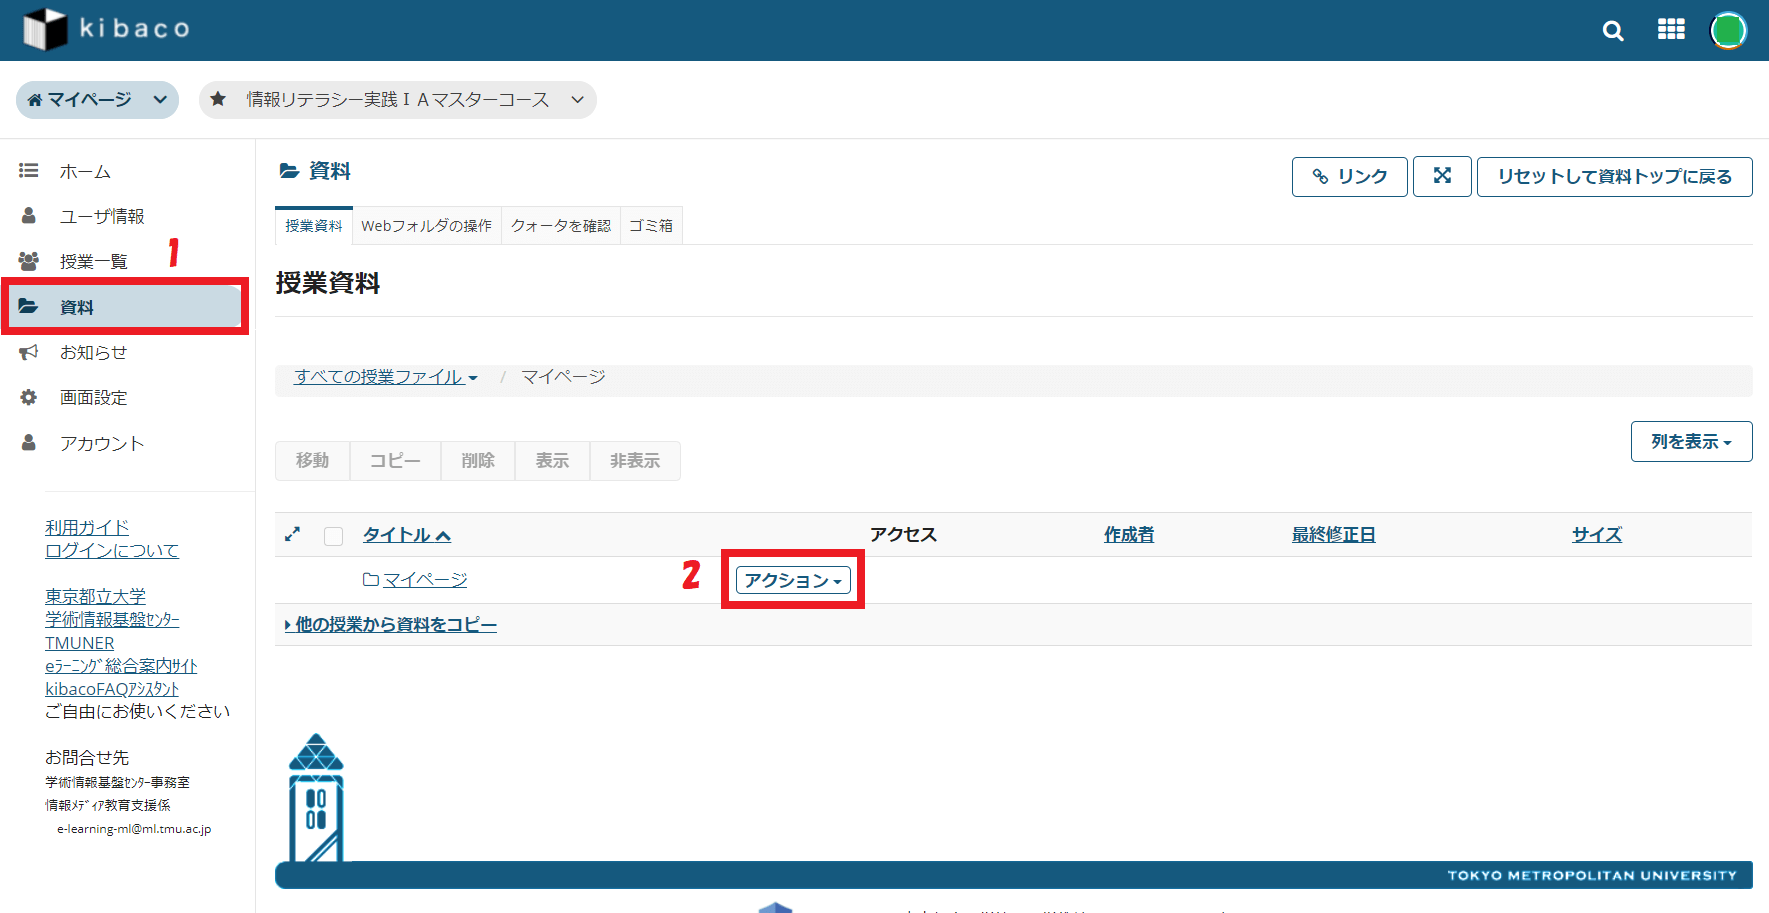 kibaco
マイページ
情報リテラシー実践ⅠAマスターコース
ホーム
ユーザ情報
授業一覧
1
資料
お知らせ
画面設定
アカウント
利用ガイド
ログインについて
東京都立大学
学術情報基盤ｾﾝﾀｰ
TMUNER
eﾗｰﾆﾝｸﾞ総合案内ｻｲﾄ
kibacoFAQｱｼｽﾀﾝﾄ
ご自由にお使いください
お問合せ先
学術情報基盤ｾﾝﾀｰ事務室
情報ﾒﾃﾞｨｱ教育支援係
e-learning-ml@ml.tmu.ac.jp
資料
リンク
リセットして資料トップに戻る
授業資料 Webフォルダの操作 クォータを確認 ゴミ箱
授業資料
すべての授業ファイル / マイページ
列を表示
移動 コピー 削除 表示 非表示
タイトル アクセス 作成者 最終修正日 サイズ
マイページ 2 アクション
他の授業から資料をコピー
TOKYO METROPOLITAN UNIVERSITY